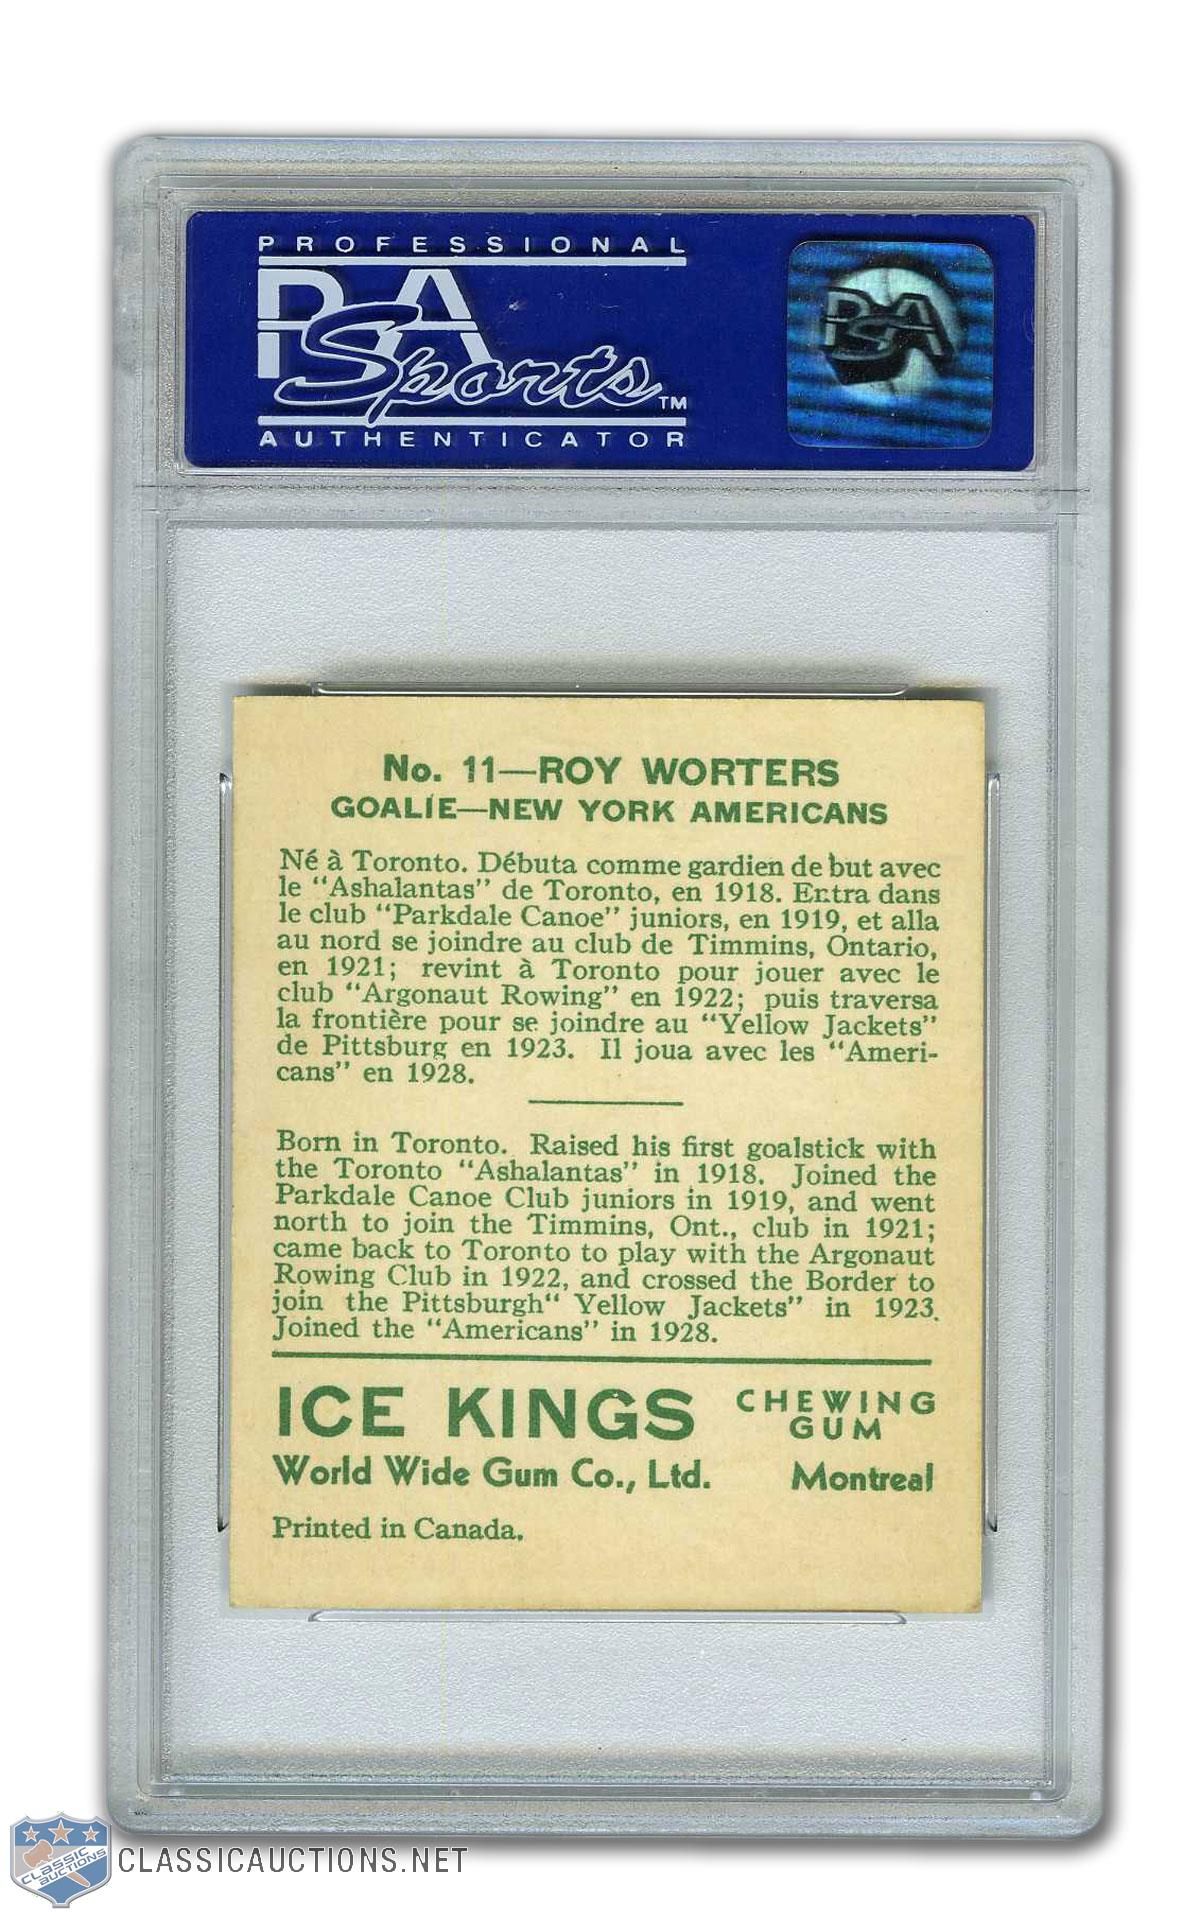 PROFESSIONAL
PSA
Sports TM
AUTHENTICATOR
PSA
No. 11—ROY WORTERS
GOALIE—NEW YORK AMERICANS
Né à Toronto. Débuta comme gardien de but avec
le "Ashalantas" de Toronto, en 1918. Entra dans
le club "Parkdale Canoe" juniors, en 1919, et alla
au nord se joindre au club de Timmins, Ontario,
en 1921; revint à Toronto pour jouer avec le
club "Argonaut Rowing" en 1922; puis traversa
la frontière pour se joindre au "Yellow Jackets"
de Pittsburg en 1923. Il joua avec les "Ameri-
cans" en 1928.
Born in Toronto. Raised his first goalstick with
the Toronto "Ashalantas" in 1918. Joined the
Parkdale Canoe Club juniors in 1919, and went
north to join the Timmins, Ont., club in 1921;
came back to Toronto to play with the Argonaut
Rowing Club in 1922, and crossed the Border to
join the Pittsburgh" Yellow Jackets" in 1923.
Joined the "Americans" in 1928.
ICE KINGS CHEWING GUM
World Wide Gum Co., Ltd. Montreal
Printed in Canada.
CLASSIC AUCTIONS
CLASSICAUCTIONS.NET